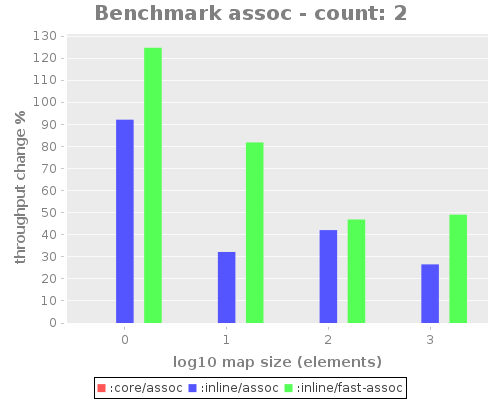 Benchmark assoc - count: 2
throughput change %
130
120
110
100
90
80
70
60
50
40
30
20
10
0
0 1 2 3
log10 map size (elements)
:core/assoc :inline/assoc :inline/fast-assoc